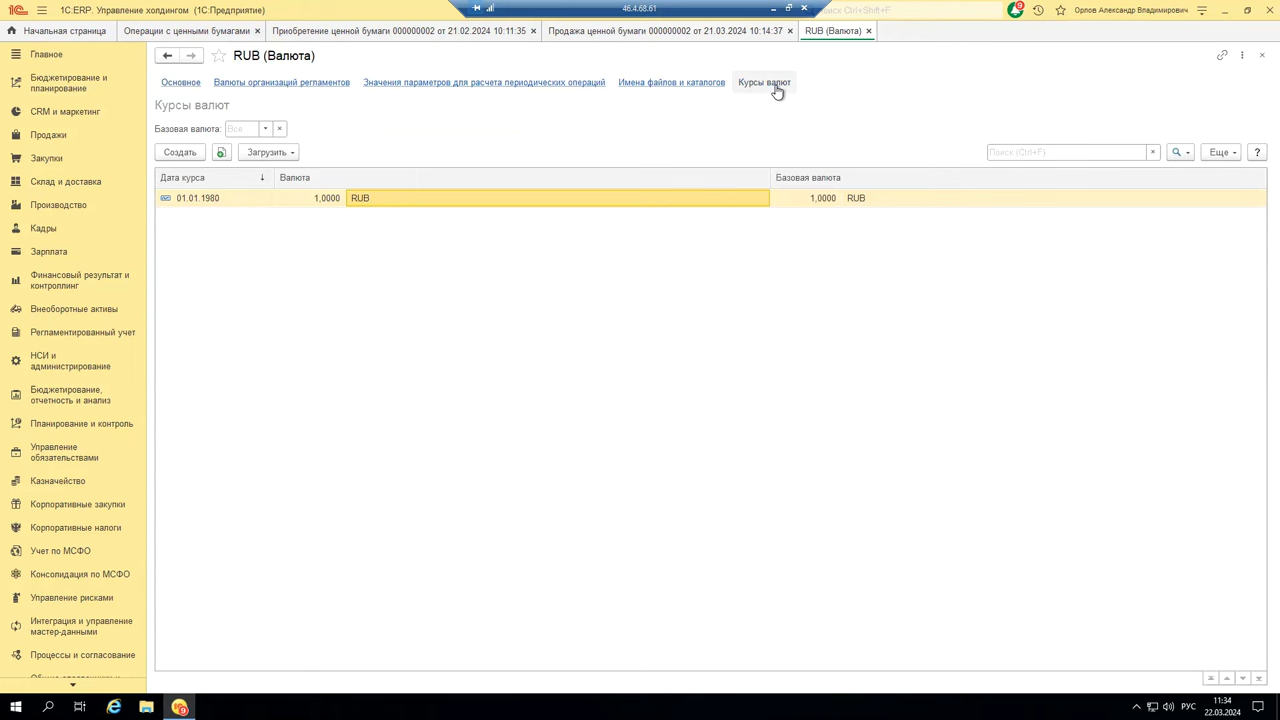 1С:ERP. Управление холдингом (1С:Предприятие)
46.4.68.61
поиск Ctrl+Shift+F
9
Орлов Александр Владимирович
Начальная страница
Операции с ценными бумагами
Приобретение ценной бумаги 000000002 от 21.02.2024 10:11:35
Продажа ценной бумаги 000000002 от 21.03.2024 10:14:37
RUB (Валюта)
RUB (Валюта)
Основное
Валюты организаций регламентов
Значения параметров для расчета периодических операций
Имена файлов и каталогов
Курсы валют
Курсы валют
Базовая валюта: Все
Создать
Загрузить
Поиск (Ctrl+F)
Еще
?
Дата курса
Валюта
Базовая валюта
01.01.1980
1,0000
RUB
1,0000
RUB
Главное
Бюджетирование и
планирование
CRM и маркетинг
Продажи
Закупки
Склад и доставка
Производство
Кадры
Зарплата
Финансовый результат и
контроллинг
Внеоборотные активы
Регламентированный учет
НСИ и
администрирование
Бюджетирование,
отчетность и анализ
Планирование и контроль
Управление
обязательствами
Казначейство
Корпоративные закупки
Корпоративные налоги
Учет по МСФО
Консолидация по МСФО
Управление рисками
Интеграция и управление
мастер-данными
Процессы и согласование
9
РУС
11:34
22.03.2024